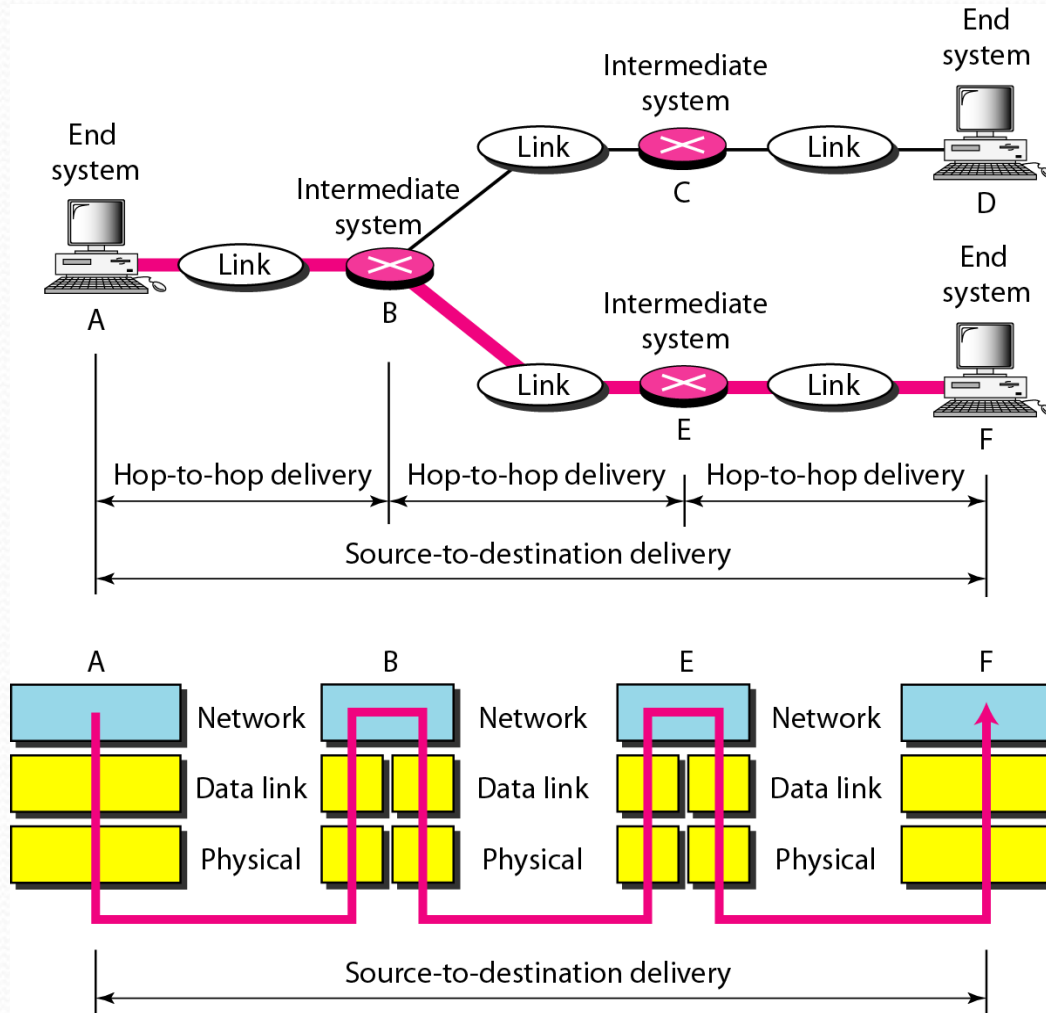 End
system
Intermediate
system
Link
Link
C
D
End
system
Intermediate
system
Link
A
B
End
system
Intermediate
system
Link
Link
E
F
Hop-to-hop delivery
Hop-to-hop delivery
Hop-to-hop delivery
Source-to-destination delivery
A
B
E
F
Network
Network
Network
Data link
Data link
Data link
Physical
Physical
Physical
Source-to-destination delivery